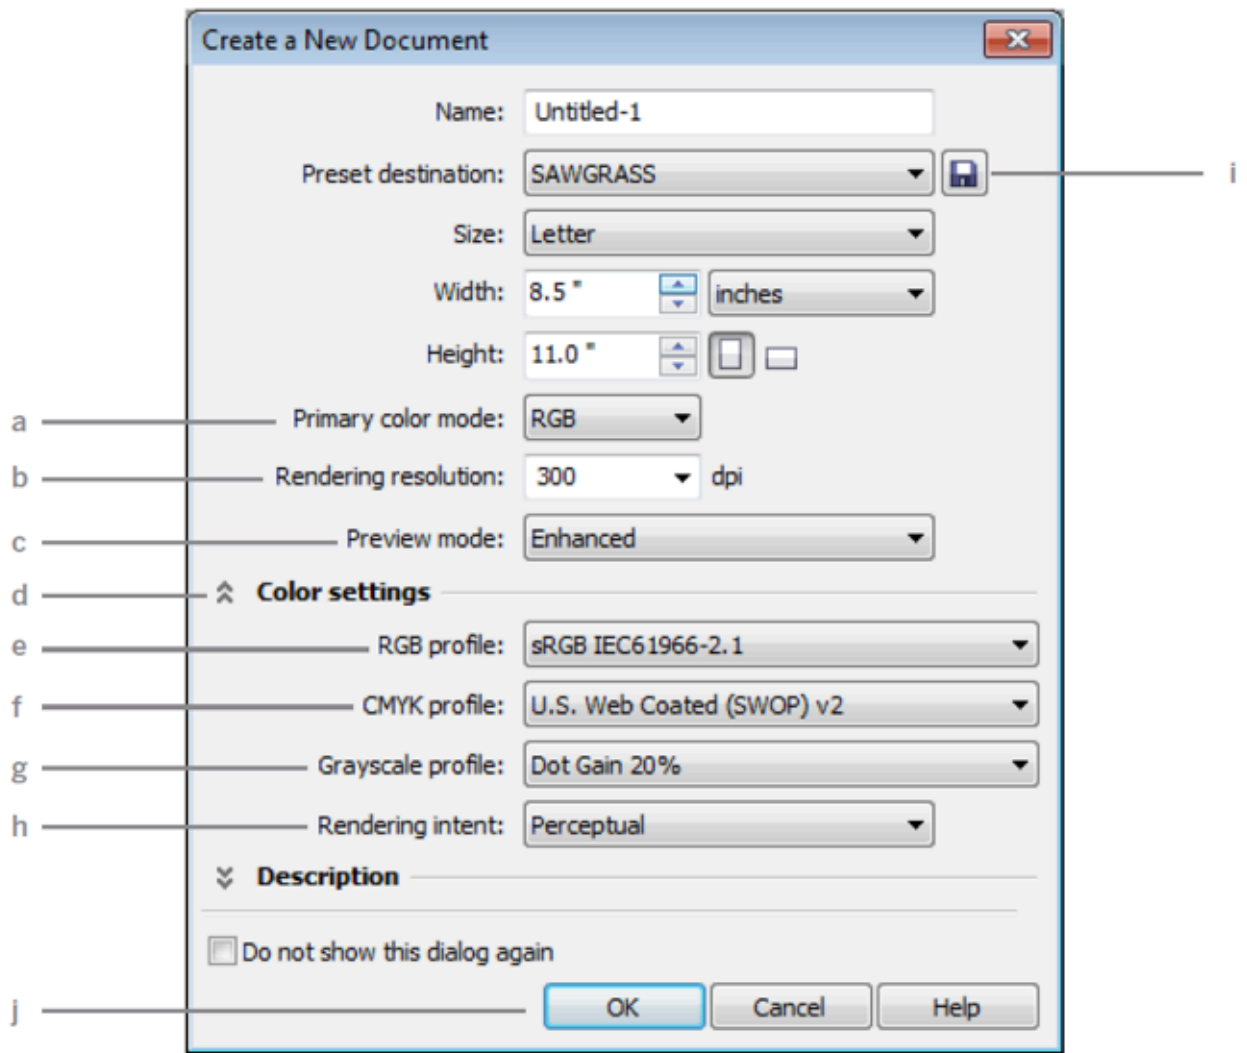 Create a New Document
Name: Untitled-1
Preset destination: SAWGRASS i
Size: Letter
Width: 8.5 " inches
Height: 11.0 "
a Primary color mode: RGB
b Rendering resolution: 300 dpi
c Preview mode: Enhanced
d Color settings
e RGB profile: sRGB IEC61966-2.1
f CMYK profile: U.S. Web Coated (SWOP) v2
g Grayscale profile: Dot Gain 20%
h Rendering intent: Perceptual
Description
Do not show this dialog again
j OK Cancel Help